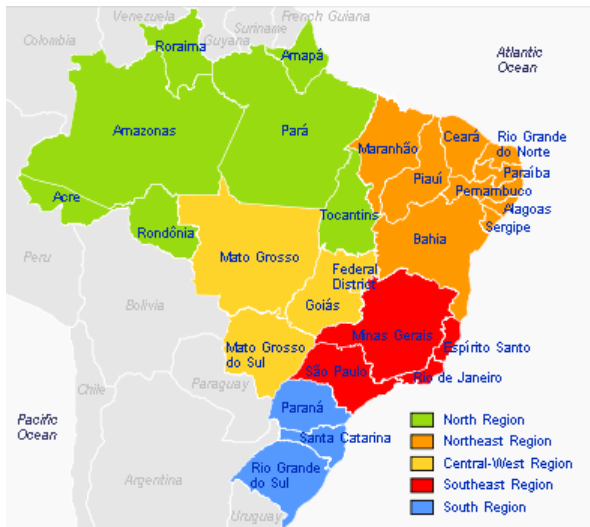 Venezuela
French Guiana
Suriname
Guyana
Colombia
Roraima
Amapá
Atlantic
Ocean
Amazonas
Pará
Ceará
Rio Grande
do Norte
Maranhão
Paraíba
Piauí
Pernambuco
Acre
Alagoas
Tocantins
Sergipe
Rondônia
Bahia
Peru
Mato Grosso
Federal
District
Bolivia
Goiás
Minas Gerais
Mato Grosso
do Sul
Espírito Santo
São Paulo
Rio de Janeiro
Paraguay
Chile
Paraná
Pacific
Ocean
Santa Catarina
Rio Grande
do Sul
Argentina
Uruguay
North Region
Northeast Region
Central-West Region
Southeast Region
South Region